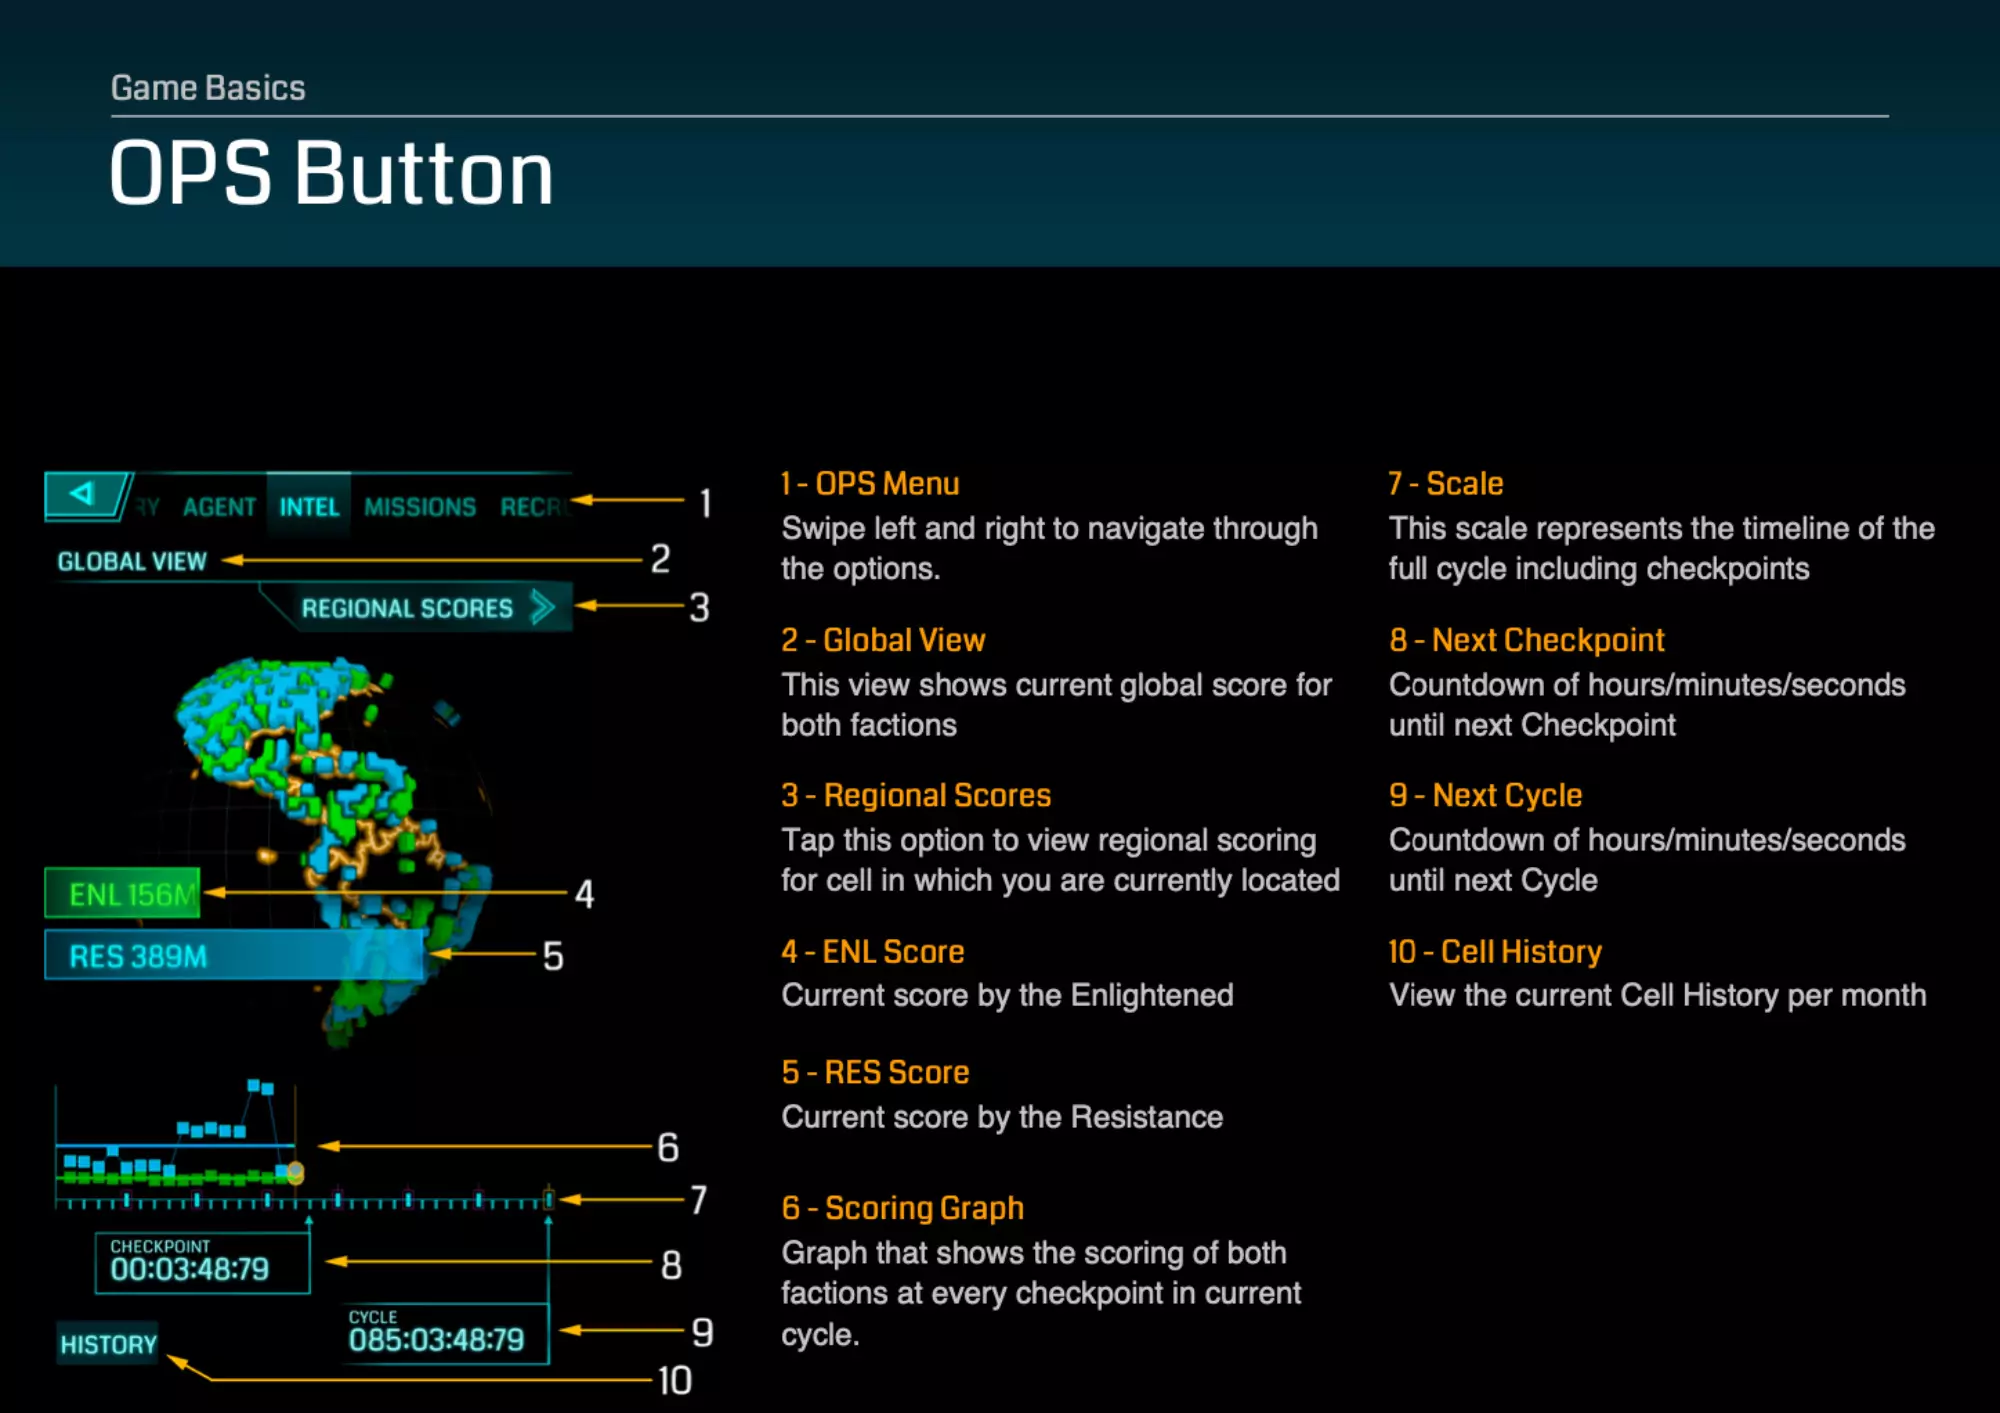 Game Basics
OPS Button
RY AGENT INTEL MISSIONS RECRU
1
GLOBAL VIEW
2
REGIONAL SCORES
3
ENL 156M
4
RES 389M
5
6
7
CHECKPOINT
00:03:48:79
8
CYCLE
085:03:48:79
9
HISTORY
10
1 - OPS Menu
Swipe left and right to navigate through
the options.
2 - Global View
This view shows current global score for
both factions
3 - Regional Scores
Tap this option to view regional scoring
for cell in which you are currently located
4 - ENL Score
Current score by the Enlightened
5 - RES Score
Current score by the Resistance
6 - Scoring Graph
Graph that shows the scoring of both
factions at every checkpoint in current
cycle.
7 - Scale
This scale represents the timeline of the
full cycle including checkpoints
8 - Next Checkpoint
Countdown of hours/minutes/seconds
until next Checkpoint
9 - Next Cycle
Countdown of hours/minutes/seconds
until next Cycle
10 - Cell History
View the current Cell History per month